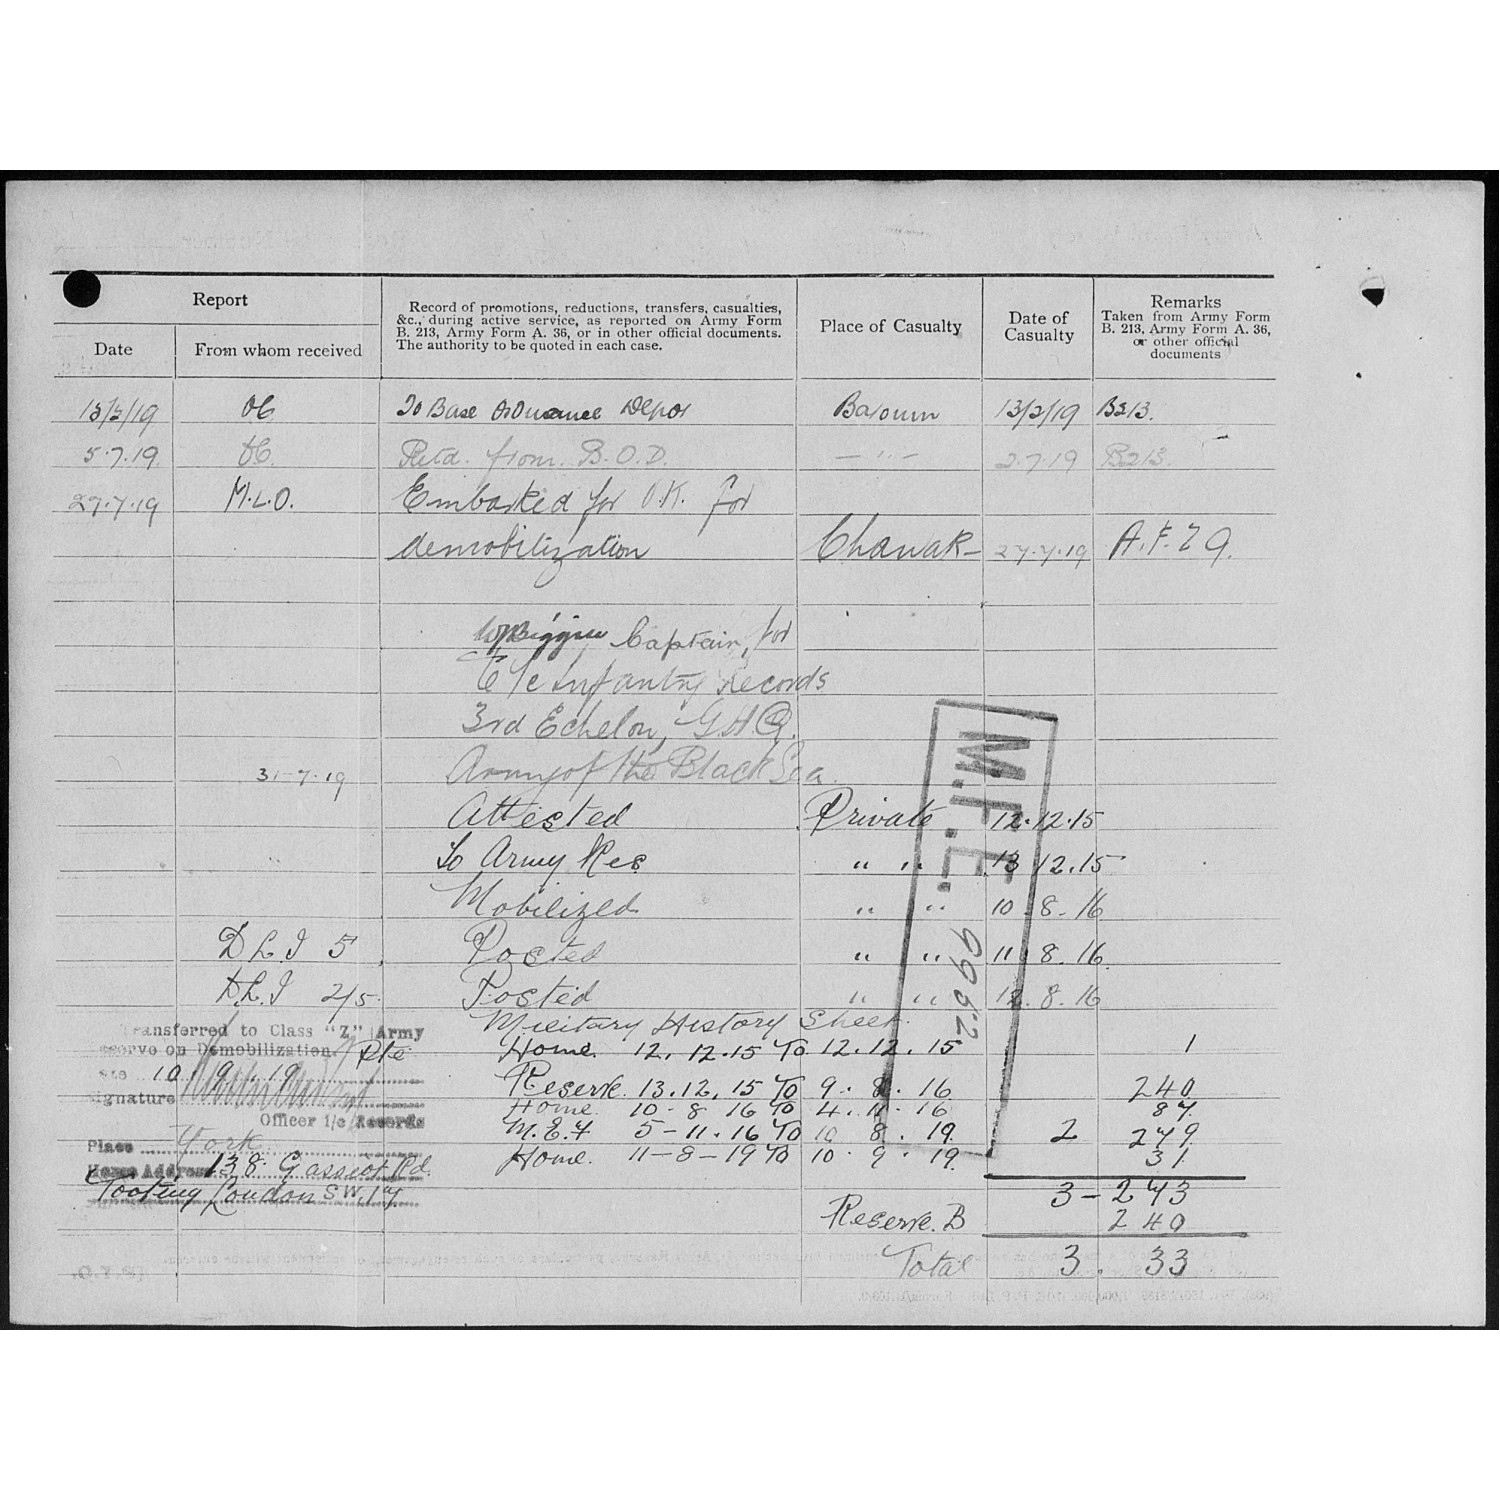 Report
Record of promotions, reductions, transfers, casualties,
&c., during active service, as reported on Army Form
B. 213, Army Form A. 36, or in other official documents.
The authority to be quoted in each case.
Place of Casualty
Date of
Casualty
Remarks
Taken from Army Form
B. 213, Army Form A. 36,
or other official
documents
Date From whom received
13/2/19 OC To Base Ordnance Depot Batoum 13/2/19 B213.
5.7.19 OC. Retd. from B.O.D. — " — 2.7.19 B213.
27.7.19 M.L.O. Embarked for U.K. for
demobilization Chanak 27.7.19 A.F.Z9.
Captain, for
I/c Infantry Records
3rd Echelon, G.H.Q.
31-7-19 Army of the Black Sea.
Attested Private 12.12.15
To Army Res " " 13 12.15
Mobilized " " 10 . 8 . 16
D L I 5 Posted " " 11 . 8 . 16
D.L.I 2/5 Posted " " 12 . 8 . 16
Military History Sheet.
Home. 12.12.15 To 12.12.15 1
Reserve. 13.12.15 To 9.8.16 240
Home. 10-8 16 To 4.11.16 87
M.E.F 5-11.16 To 10 8.19. 2 279
Home. 11-8-19 To 10.9.19. 31
3-273
Reserve. B 240
Total 3. 33
M.F.E. 9952
ransferred to Class "Z" Army
eserve on Demobilization. Pte
10 9 19
ignature
Officer i/c Records
Place York
Home Address. 138 Gassiot Rd.
Tooting London SW.17.